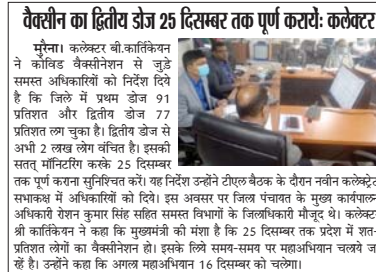 वैक्सीन का द्वितीय डोज 25 दिसम्बर तक पूर्ण करायें: कलेक्टर
मुरैना। कलेक्टर बी.कार्तिकेयन
ने कोविड वैक्सीनेशन से जुड़े
समस्त अधिकारियों को निर्देश दिये
है कि जिले में प्रथम डोज 91
प्रतिशत और द्वितीय डोज 77
प्रतिशत लग चुका है। द्वितीय डोज से
अभी 2 लाख लोग वंचित है। इसकी
सतत् मॉनिटरिंग करके 25 दिसम्बर
तक पूर्ण कराना सुनिश्चित करें। यह निर्देश उन्होंने टीएल बैठक के दौरान नवीन कलेक्ट्रेट
सभाकक्ष में अधिकारियों को दिये। इस अवसर पर जिला पंचायत के मुख्य कार्यपालन
अधिकारी रोशन कुमार सिंह सहित समस्त विभागों के जिलाधिकारी मौजूद थे। कलेक्टर
श्री कार्तिकेयन ने कहा कि मुख्यमंत्री की मंशा है कि 25 दिसम्बर तक प्रदेश में शत-
प्रतिशत लोगों का वैक्सीनेशन हो। इसके लिये समय-समय पर महाअभियान चलाये जा
रहे है। उन्होंने कहा कि अगला महाअभियान 16 दिसम्बर को चलेगा।